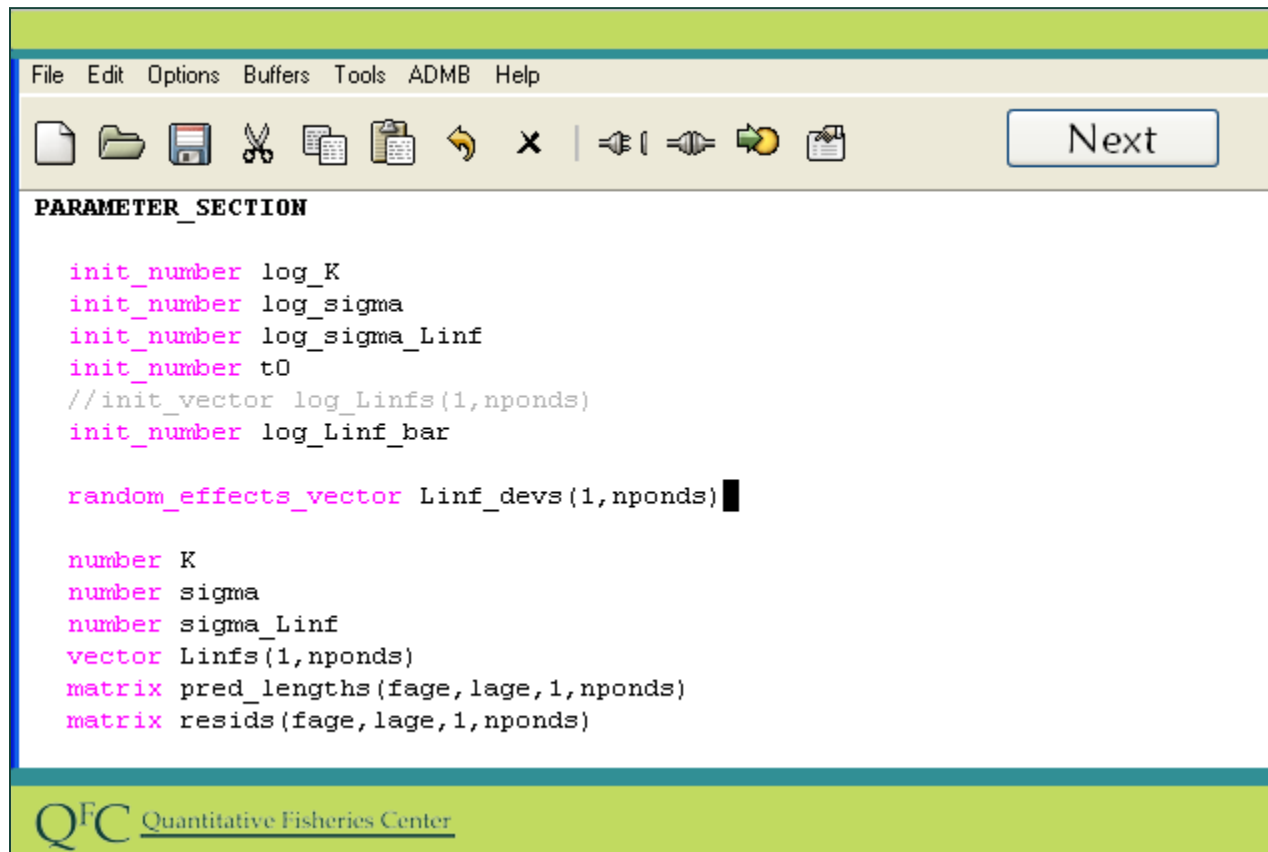 File Edit Options Buffers Tools ADMB Help
Next
PARAMETER_SECTION
init_number log_K
init_number log_sigma
init_number log_sigma_Linf
init_number t0
//init_vector log_Linfs(1,nponds)
init_number log_Linf_bar
random_effects_vector Linf_devs(1,nponds)
number K
number sigma
number sigma_Linf
vector Linfs(1,nponds)
matrix pred_lengths(fage,lage,1,nponds)
matrix resids(fage,lage,1,nponds)
QFC Quantitative Fisheries Center